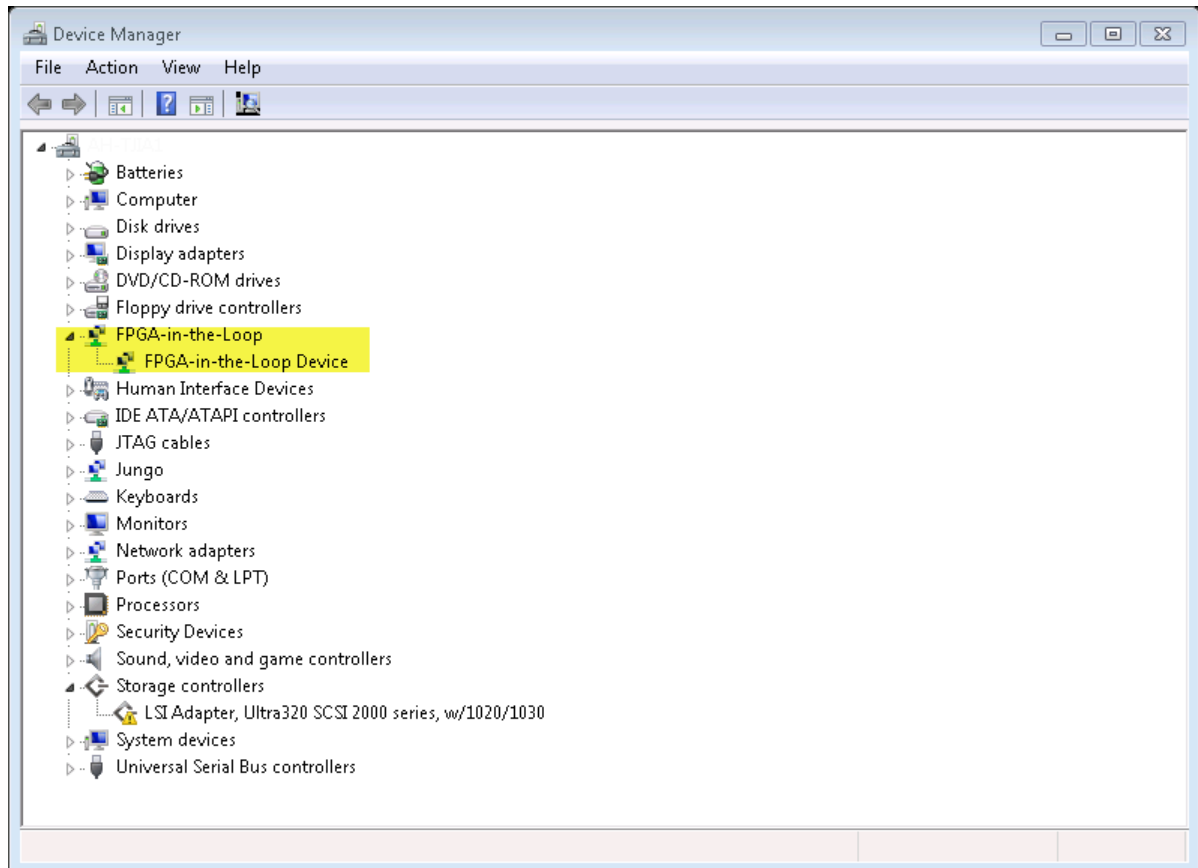 Device Manager
File Action View Help
Batteries
Computer
Disk drives
Display adapters
DVD/CD-ROM drives
Floppy drive controllers
FPGA-in-the-Loop
FPGA-in-the-Loop Device
Human Interface Devices
IDE ATA/ATAPI controllers
JTAG cables
Jungo
Keyboards
Monitors
Network adapters
Ports (COM & LPT)
Processors
Security Devices
Sound, video and game controllers
Storage controllers
LSI Adapter, Ultra320 SCSI 2000 series, w/1020/1030
System devices
Universal Serial Bus controllers